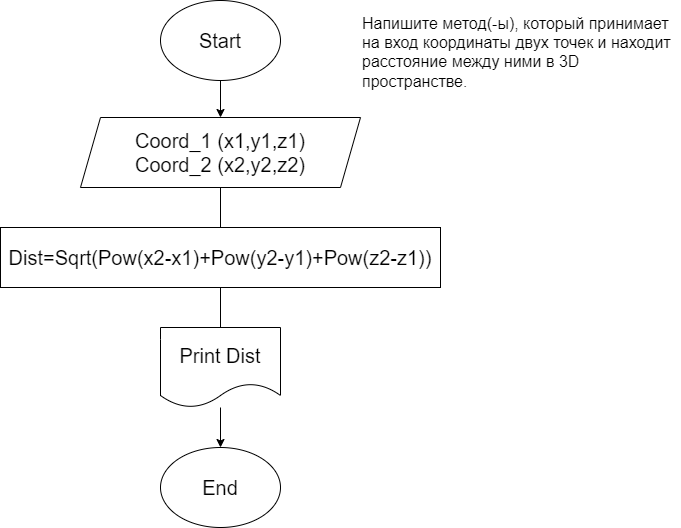 Start
Напишите метод(-ы), который принимает
на вход координаты двух точек и находит
расстояние между ними в 3D
пространстве.
Coord_1 (x1,y1,z1)
Coord_2 (x2,y2,z2)
Dist=Sqrt(Pow(x2-x1)+Pow(y2-y1)+Pow(z2-z1))
Print Dist
End